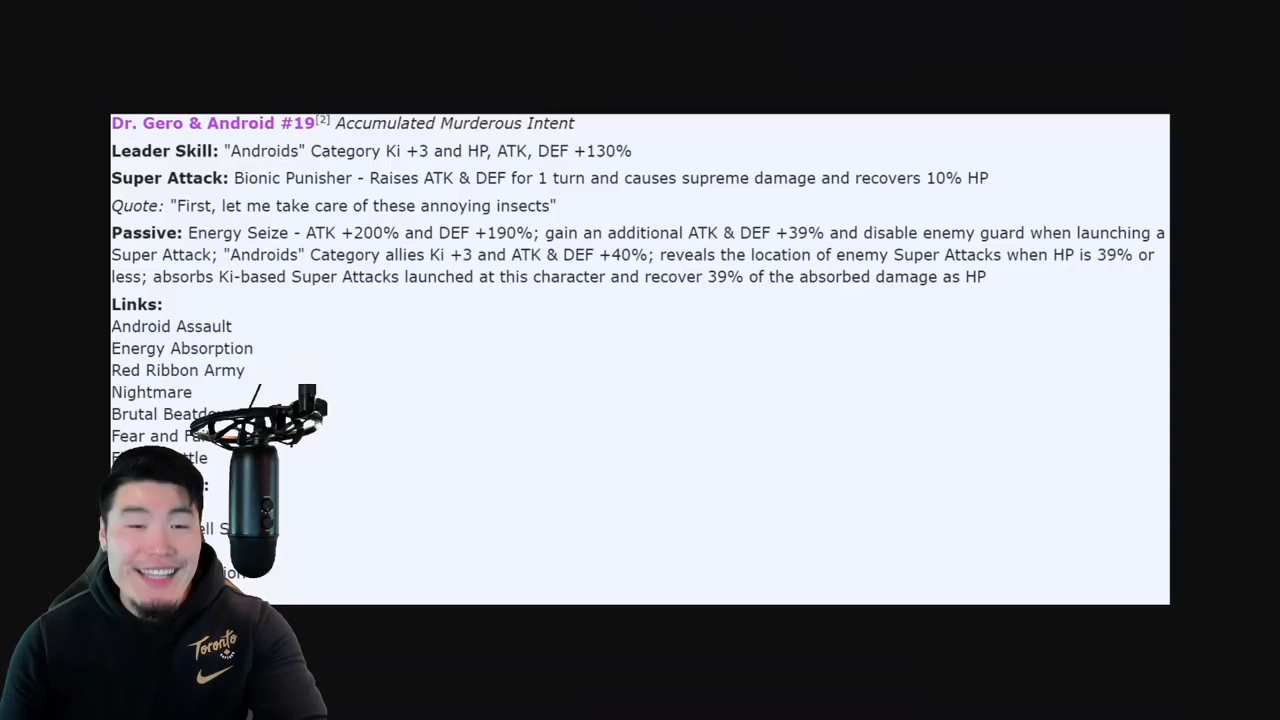 Dr. Gero & Android #19[2] Accumulated Murderous Intent
Leader Skill: "Androids" Category Ki +3 and HP, ATK, DEF +130%
Super Attack: Bionic Punisher - Raises ATK & DEF for 1 turn and causes supreme damage and recovers 10% HP
Quote: "First, let me take care of these annoying insects"
Passive: Energy Seize - ATK +200% and DEF +190%; gain an additional ATK & DEF +39% and disable enemy guard when launching a
Super Attack; "Androids" Category allies Ki +3 and ATK & DEF +40%; reveals the location of enemy Super Attacks when HP is 39% or
less; absorbs Ki-based Super Attacks launched at this character and recover 39% of the absorbed damage as HP
Links:
Android Assault
Energy Absorption
Red Ribbon Army
Nightmare
Brutal
Fear and
Toronto